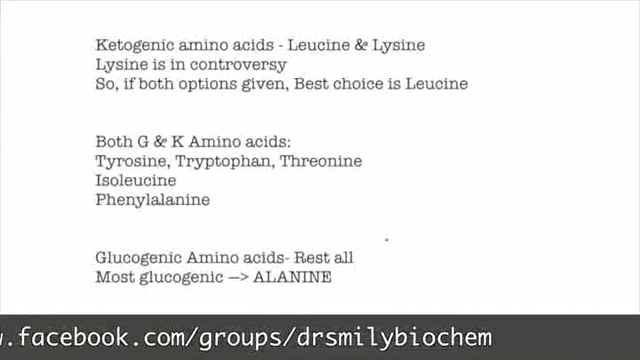 Ketogenic amino acids - Leucine & Lysine
Lysine is in controversy
So, if both options given, Best choice is Leucine
Both G & K Amino acids:
Tyrosine, Tryptophan, Threonine
Isoleucine
Phenylalanine
Glucogenic Amino acids- Rest all
Most glucogenic —> ALANINE
.facebook.com/groups/drsmilybiochem